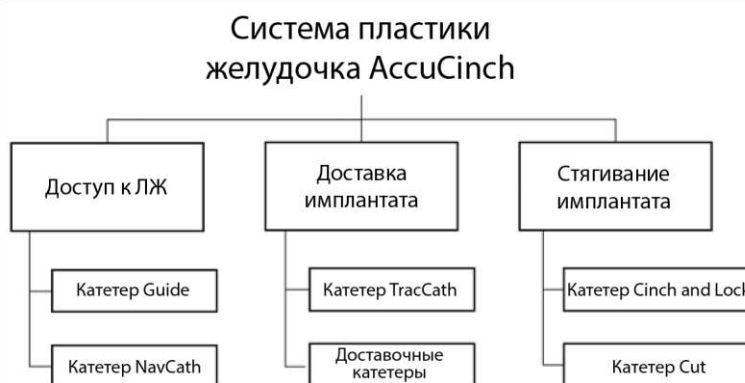 Система пластики
желудочка AccuCinch
Доступ к ЛЖ
Доставка
имплантата
Стягивание
имплантата
Катетер Guide
Катетер TracCath
Катетер Cinch and Lock
Катетер NavCath
Доставочные
катетеры
Катетер Cut